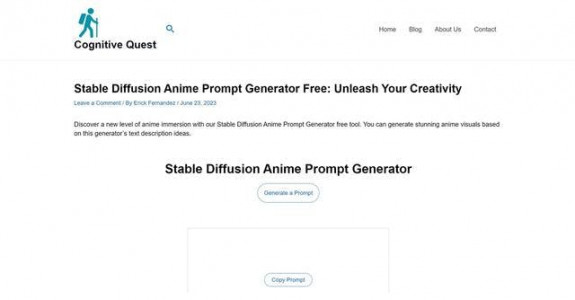 Cognitive Quest
Home Blog About Us Contact
Stable Diffusion Anime Prompt Generator Free: Unleash Your Creativity
Leave a Comment / By Erick Fernandez / June 23, 2023
Discover a new level of anime immersion with our Stable Diffusion Anime Prompt Generator free tool. You can generate stunning anime visuals based
on this generator's text description ideas.
Stable Diffusion Anime Prompt Generator
Generate a Prompt
Copy Prompt